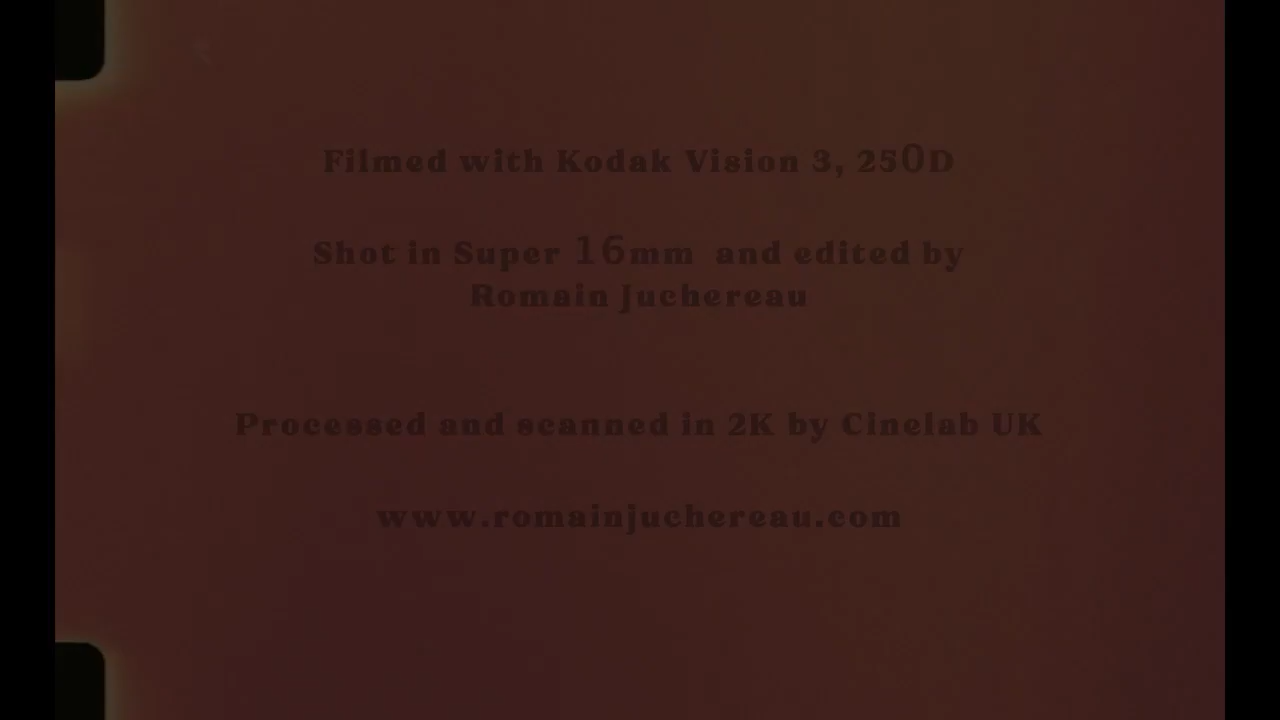 Filmed with Kodak Vision 3, 250D
Shot in Super 16mm and edited by
Romain Juchereau
Processed and scanned in 2K by Cinelab UK
www.romainjuchereau.com